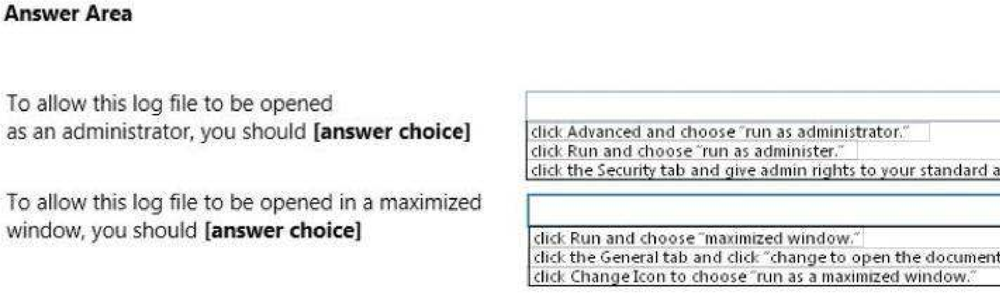 Answer Area
To allow this log file to be opened
as an administrator, you should [answer choice]
click Advanced and choose "run as administrator."
click Run and choose "run as administer."
click the Security tab and give admin rights to your standard a
To allow this log file to be opened in a maximized
window, you should [answer choice]
click Run and choose "maximized window."
click the General tab and click "change to open the document
click Change Icon to choose "run as a maximized window."